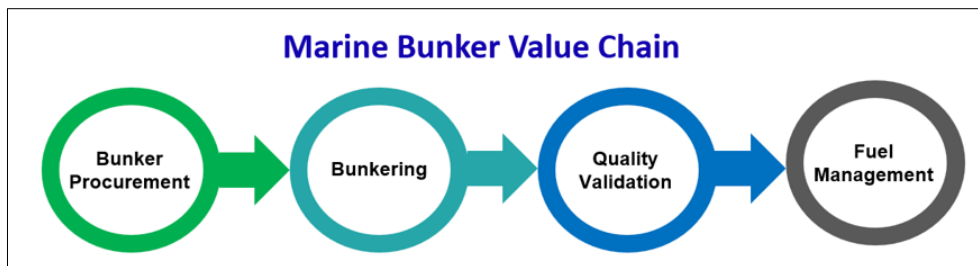 Marine Bunker Value Chain
Bunker
Procurement
Bunkering
Quality
Validation
Fuel
Management